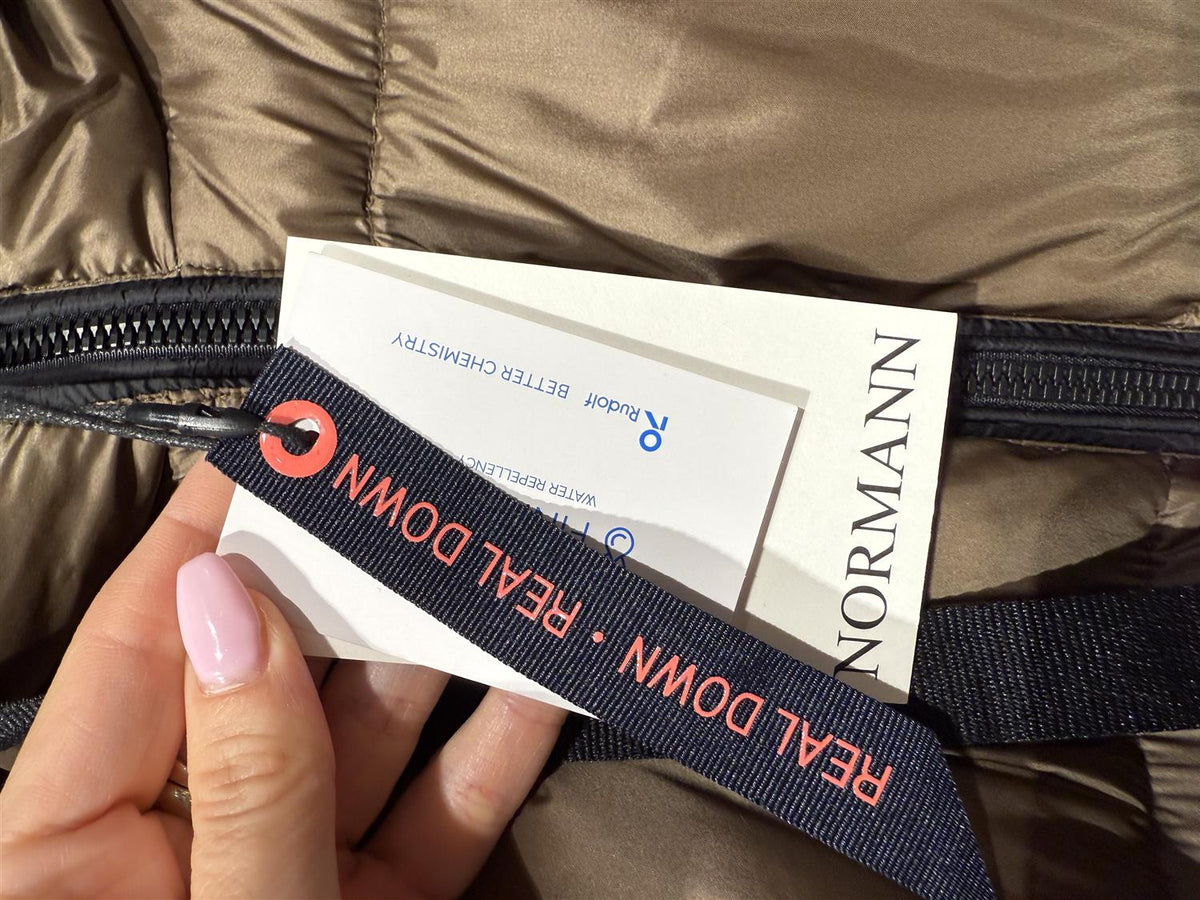 NORMANN
Rudolf BETTER CHEMISTRY
WATER REPELLENCY
REAL DOWN • REAL DOWN